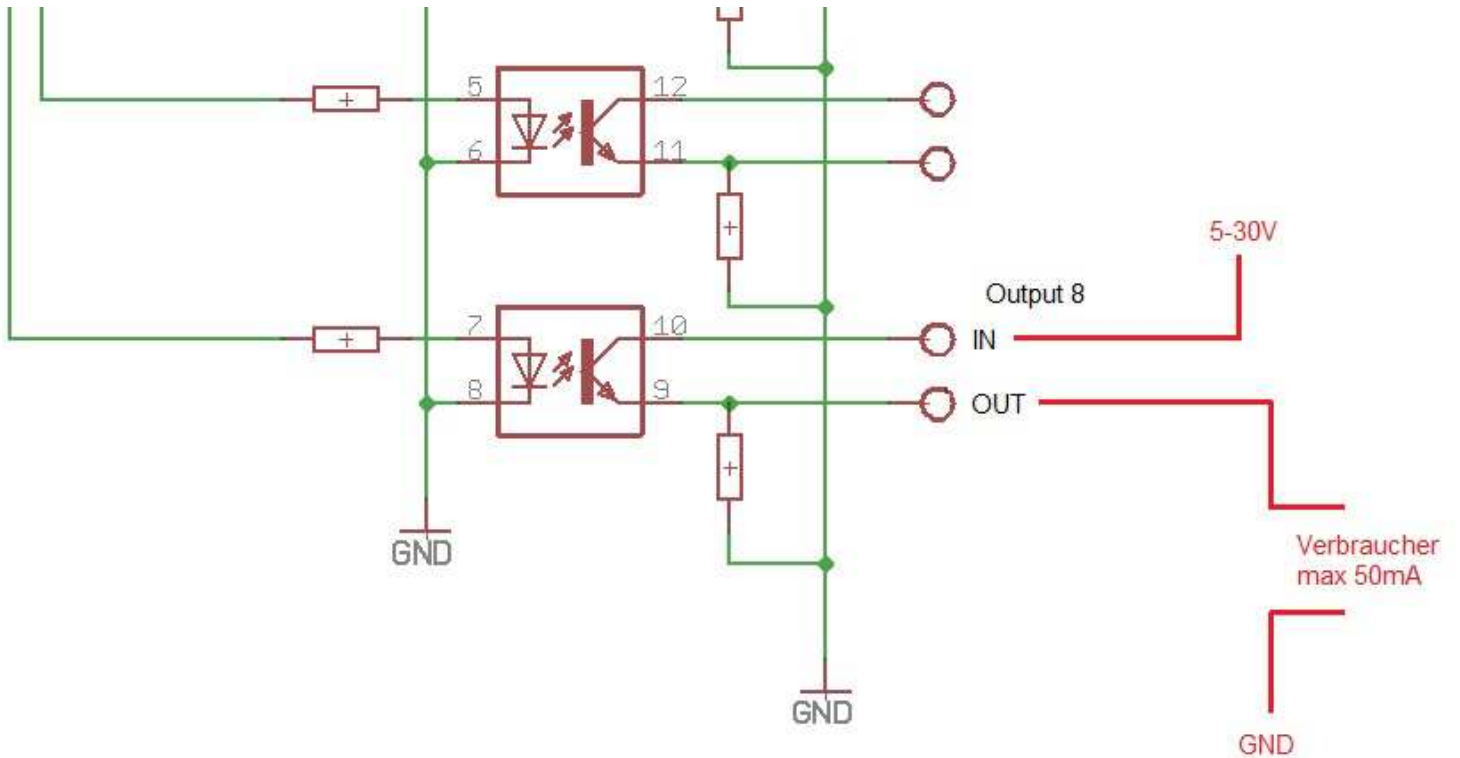 5
12
6
11
5-30V
Output 8
7
10
IN
8
9
OUT
GND
Verbraucher
max 50mA
GND
GND